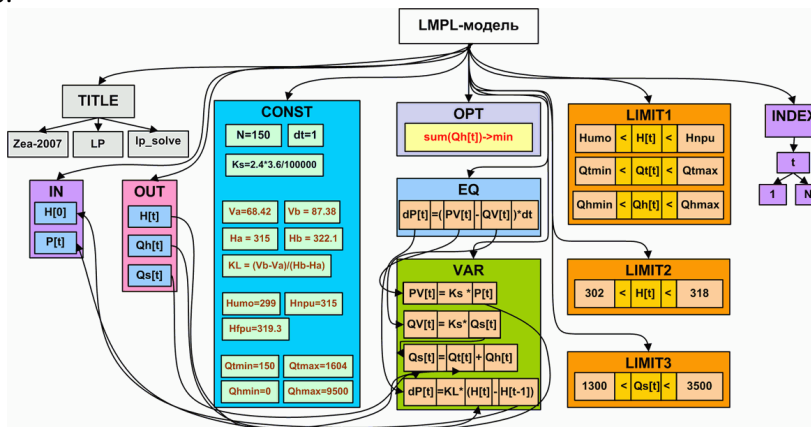 LMPL-модель
TITLE
Zea-2007
LP
lp_solve
IN
H[0]
P[t]
OUT
H[t]
Qh[t]
Qs[t]
CONST
N=150
dt=1
Ks=2.4*3.6/100000
Va=68.42
Vb = 87.38
Ha = 315
Hb = 322.1
KL = (Vb-Va)/(Hb-Ha)
Humo=299
Hnpu=315
Hfpu=319.3
Qtmin=150
Qtmax=1604
Qhmin=0
Qhmax=9500
OPT
sum(Qh[t])->min
EQ
dP[t] =( PV[t] - QV[t] )*dt
VAR
PV[t] = Ks * P[t]
QV[t] = Ks* Qs[t]
Qs[t] = Qt[t] + Qh[t]
dP[t] =KL* (H[t] - H[t-1])
LIMIT1
Humo < H[t] < Hnpu
Qtmin < Qt[t] < Qtmax
Qhmin < Qh[t] < Qhmax
LIMIT2
302 < H[t] < 318
LIMIT3
1300 < Qs[t] < 3500
INDEX
t
1
N